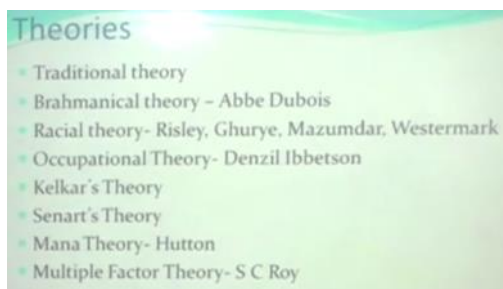 Theories
Traditional theory
Brahmanical theory – Abbe Dubois
Racial theory- Risley, Ghurye, Mazumdar, Westermark
Occupational Theory- Denzil Ibbetson
Kelkar's Theory
Senart's Theory
Mana Theory- Hutton
Multiple Factor Theory- S C Roy